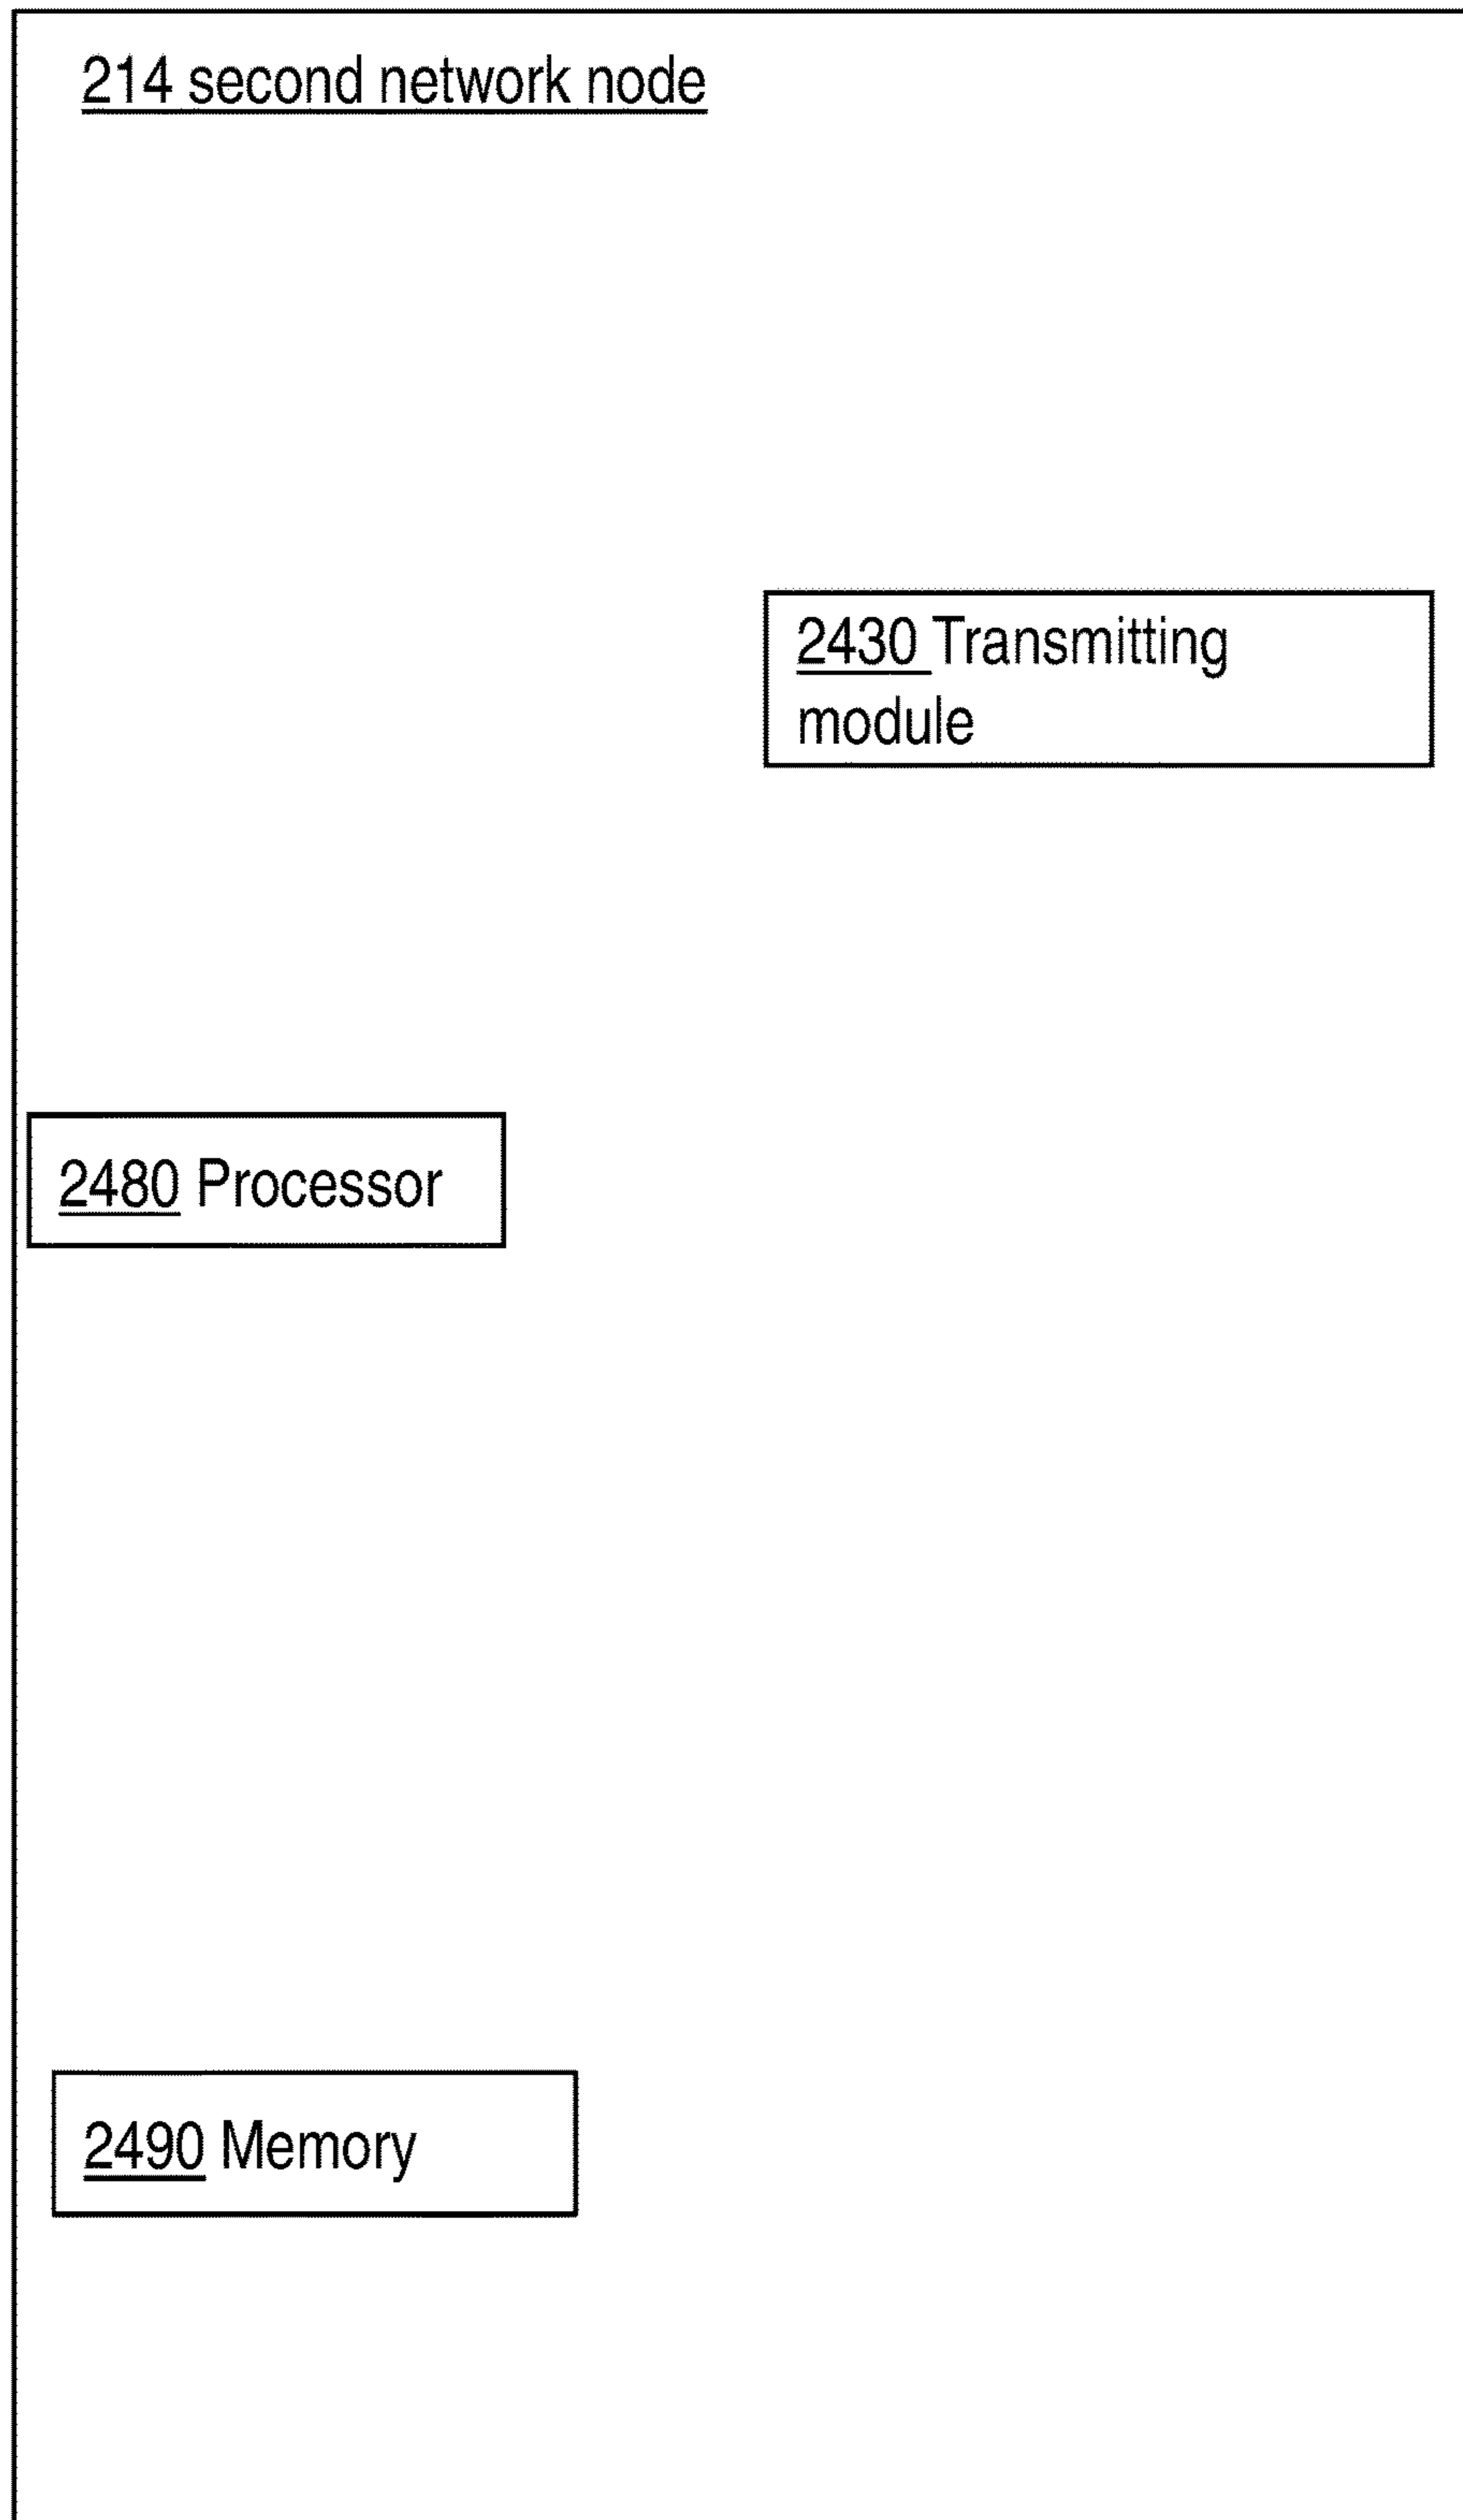 214 second network node
2430 Transmitting
module
2480 Processor
2490 Memory